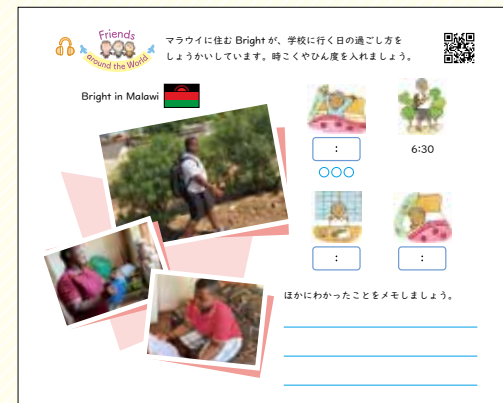 Friends
around the World
マラウイに住む Bright が、学校に行く日の過ごし方を
しょうかいしています。時こくやひん度を入れましょう。
Bright in Malawi
:
6:30
:
:
ほかにわかったことをメモしましょう。